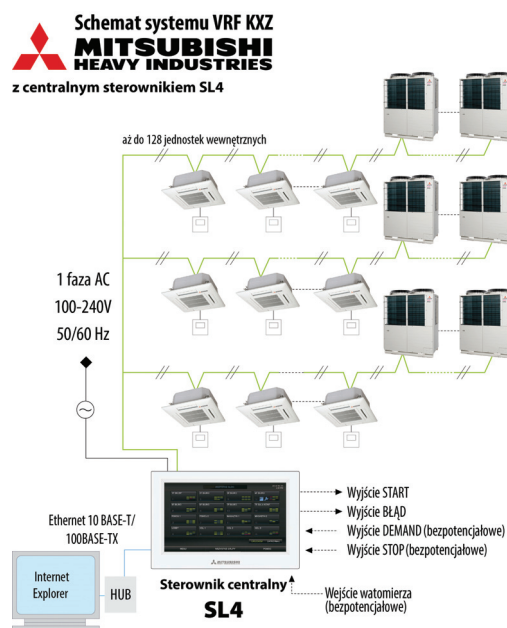 Schemat systemu VRF KXZ
MITSUBISHI
HEAVY INDUSTRIES
z centralnym sterownikiem SL4
aż do 128 jednostek wewnętrznych
1 faza AC
100-240V
50/60 Hz
Ethernet 10 BASE-T/
100BASE-TX
Internet
Explorer
HUB
MITSUBISHI
Sterownik centralny
SL4
Wyjście START
Wyjście BŁĄD
Wyjście DEMAND (bezpotencjałowe)
Wyjście STOP (bezpotencjałowe)
Wejście watomierza
(bezpotencjałowe)